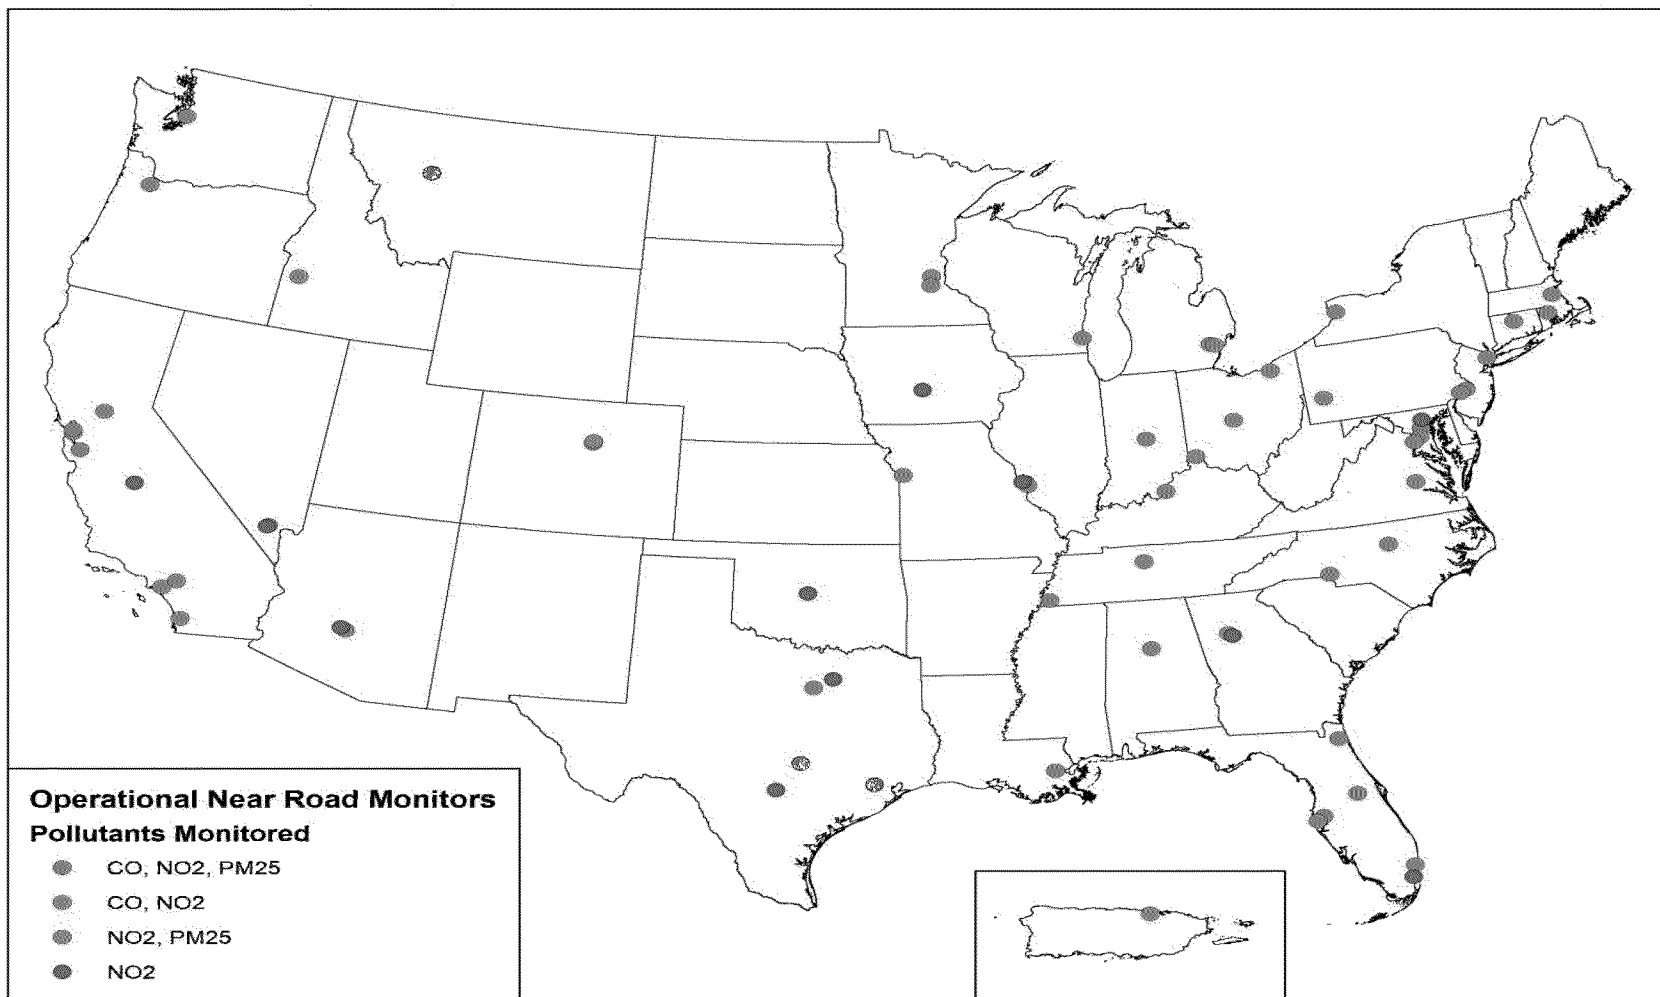 Operational Near Road Monitors
Pollutants Monitored
CO, NO2, PM25
CO, NO2
NO2, PM25
NO2